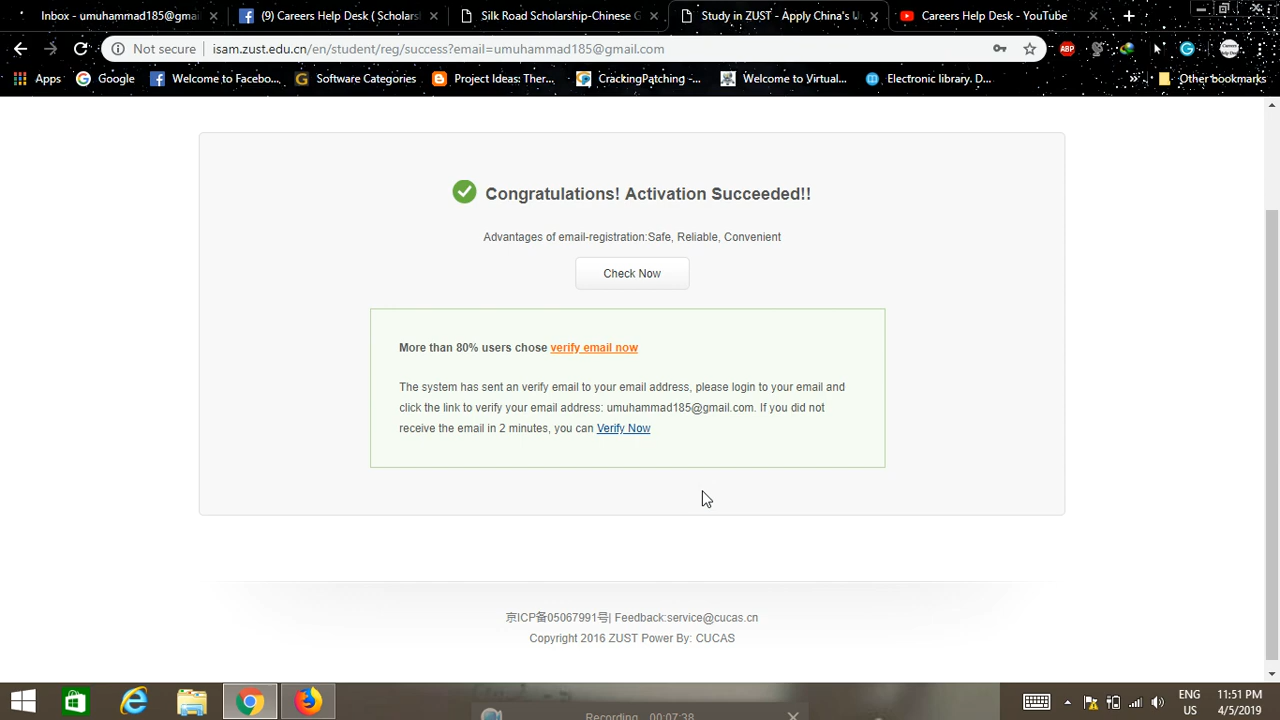 Inbox - umuhammad185@gmai
(9) Careers Help Desk ( Scholars
Silk Road Scholarship-Chinese G
Study in ZUST - Apply China's U
Careers Help Desk - YouTube
Not secure
isam.zust.edu.cn/en/student/reg/success?email=umuhammad185@gmail.com
ABP
Apps
Google
Welcome to Facebo...
Software Categories
Project Ideas: Ther...
CrackingPatching -...
Welcome to Virtual...
Electronic library. D...
»
Other bookmarks
Congratulations! Activation Succeeded!!
Advantages of email-registration:Safe, Reliable, Convenient
Check Now
More than 80% users chose verify email now
The system has sent an verify email to your email address, please login to your email and
click the link to verify your email address: umuhammad185@gmail.com. If you did not
receive the email in 2 minutes, you can Verify Now
京ICP备05067991号| Feedback:service@cucas.cn
Copyright 2016 ZUST Power By: CUCAS
ENG
US
11:51 PM
4/5/2019
Recording 00:07:38